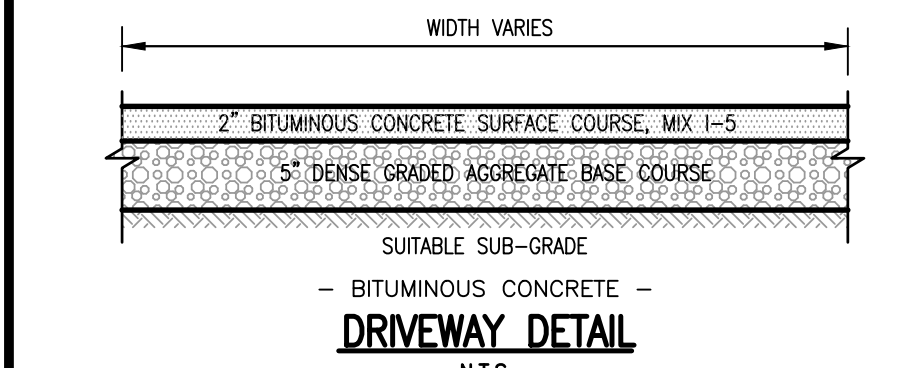 WIDTH VARIES
2" BITUMINOUS CONCRETE SURFACE COURSE, MIX I-5
5" DENSE GRADED AGGREGATE BASE COURSE
SUITABLE SUB-GRADE
- BITUMINOUS CONCRETE -
DRIVEWAY DETAIL